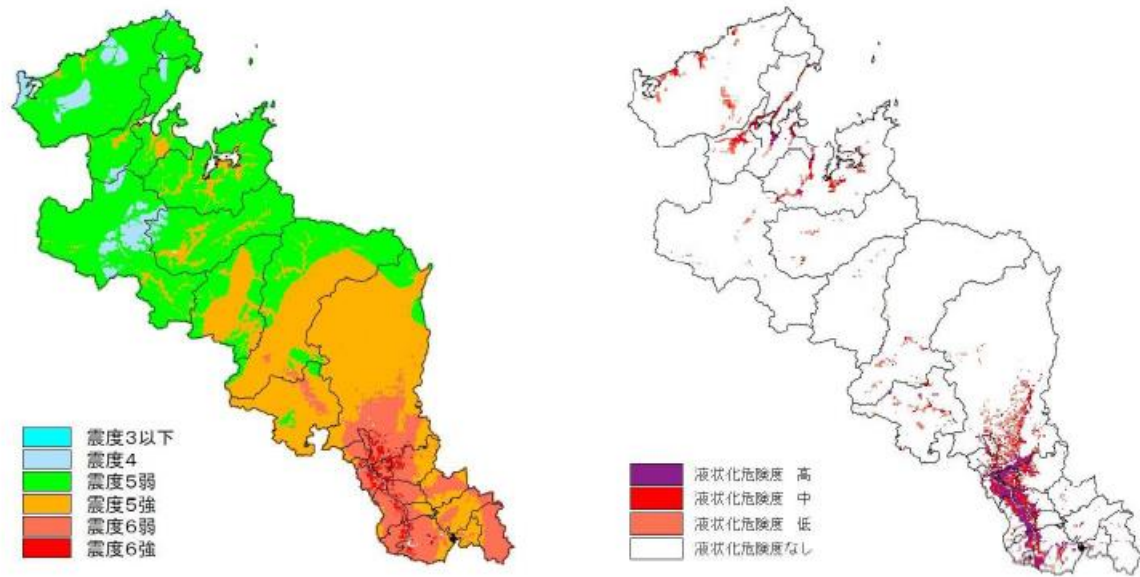 震度3以下
震度4
震度5弱
震度5強
震度6弱
震度6強
液状化危険度 高
液状化危険度 中
液状化危険度 低
液状化危険度なし